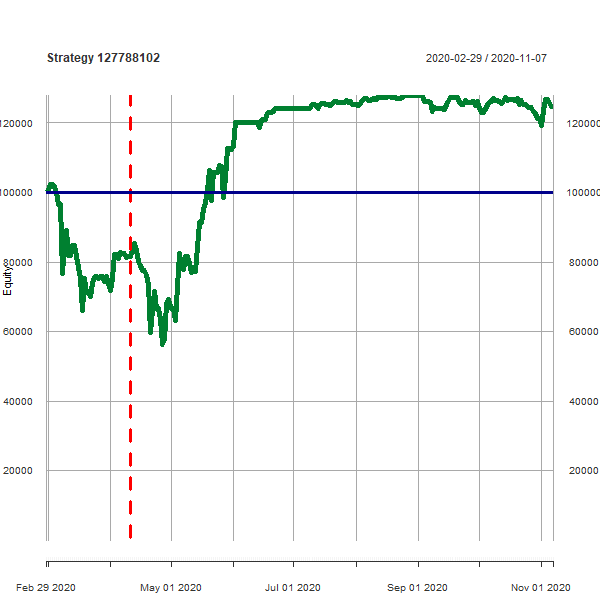 Strategy 127788102
2020-02-29 / 2020-11-07
120000
120000
100000
100000
80000
80000
Equity
60000
60000
40000
40000
20000
20000
Feb 29 2020
May 01 2020
Jul 01 2020
Sep 01 2020
Nov 01 2020